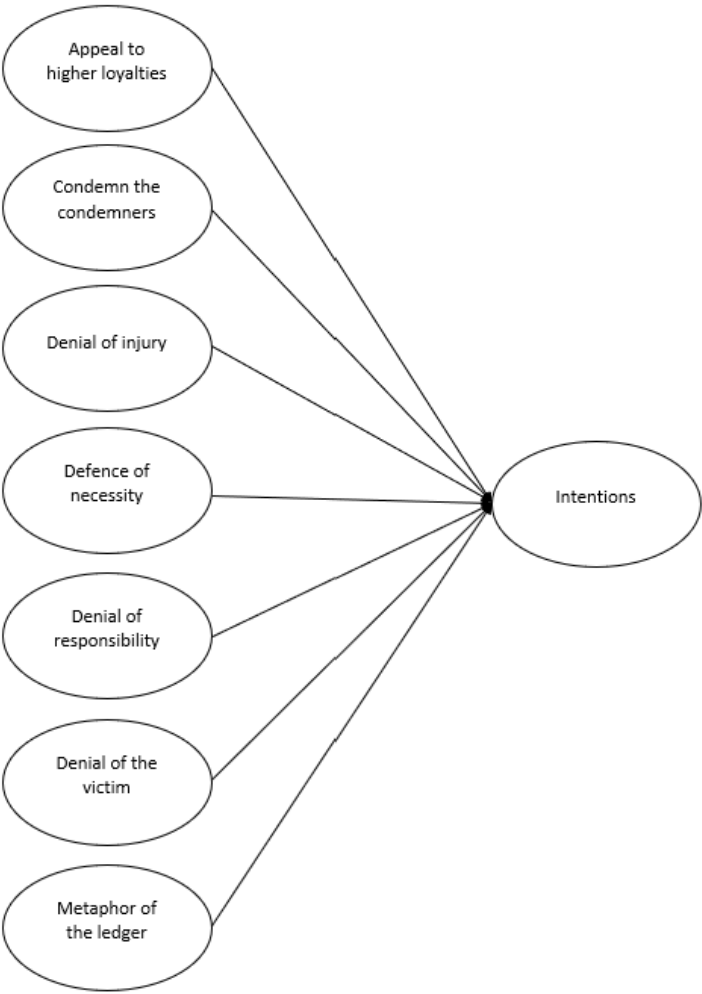 Appeal to
higher loyalties
Condemn the
condemners
Denial of injury
Defence of
necessity
Intentions
Denial of
responsibility
Denial of the
victim
Metaphor of
the ledger